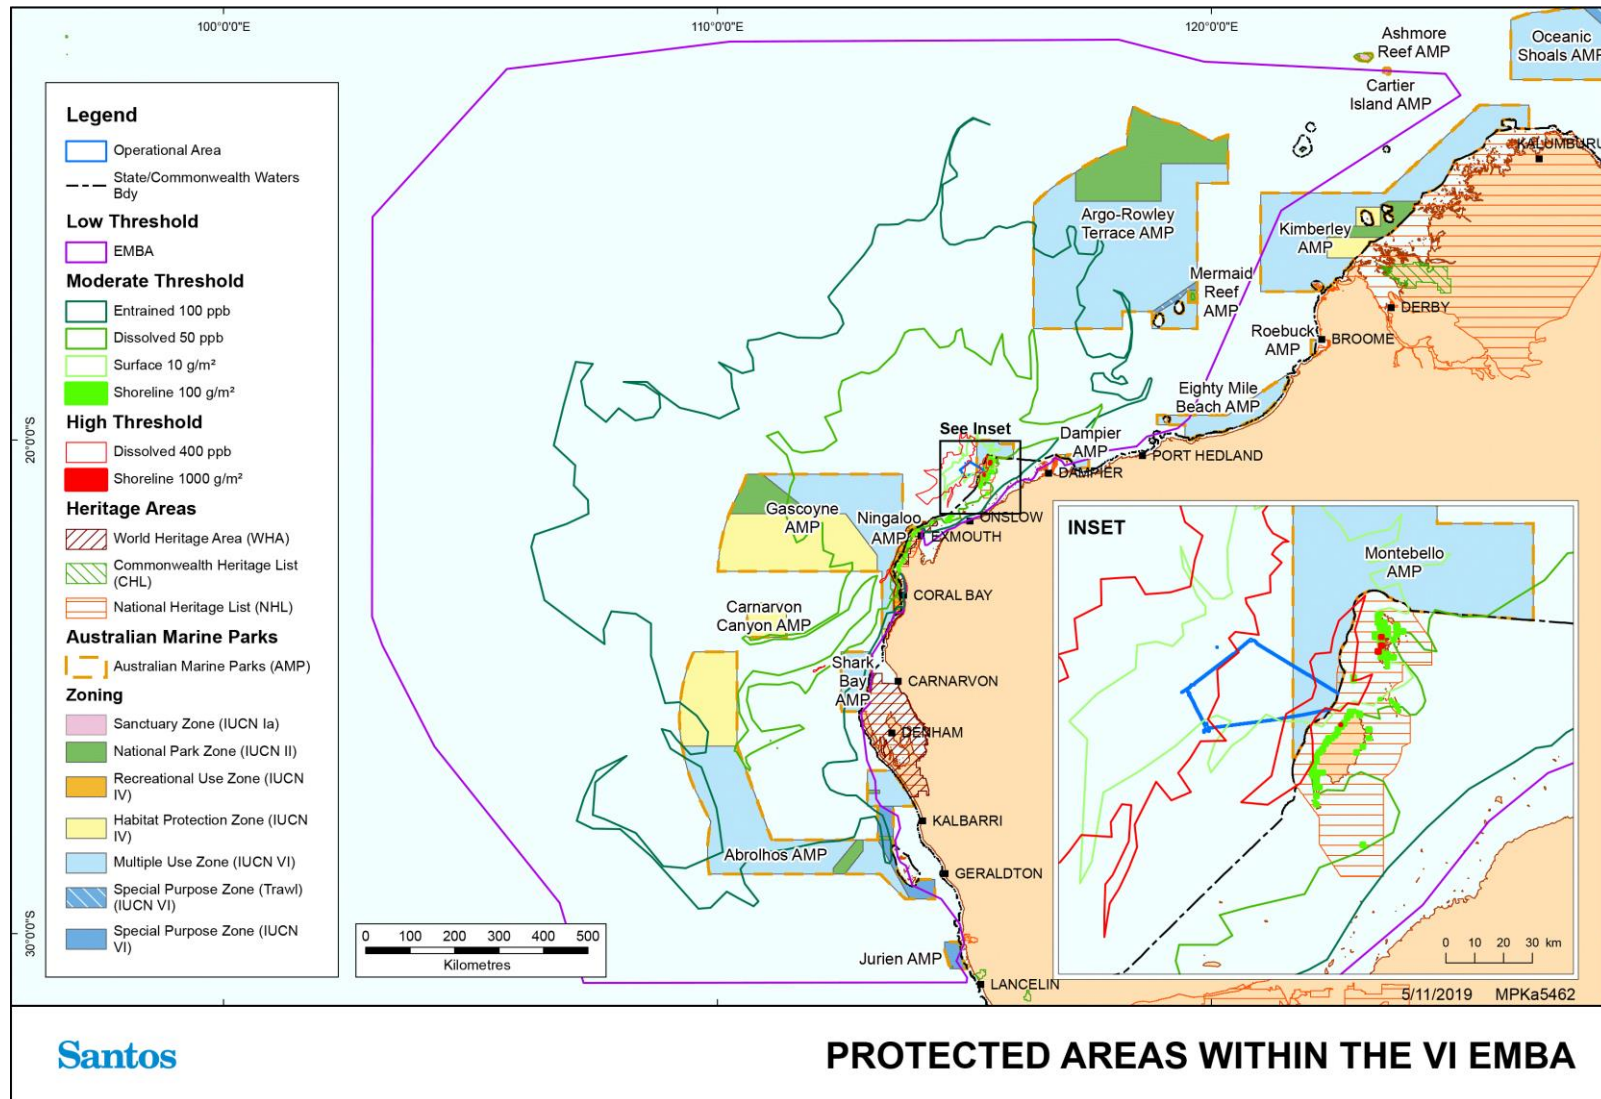 100°0'0"E
110°0'0"E
120°0'0"E
20°0'0"S
30°0'0"S
Legend
Operational Area
State/Commonwealth Waters
Bdy
Low Threshold
EMBA
Moderate Threshold
Entrained 100 ppb
Dissolved 50 ppb
Surface 10 g/m²
Shoreline 100 g/m²
High Threshold
Dissolved 400 ppb
Shoreline 1000 g/m²
Heritage Areas
World Heritage Area (WHA)
Commonwealth Heritage List
(CHL)
National Heritage List (NHL)
Australian Marine Parks
Australian Marine Parks (AMP)
Zoning
Sanctuary Zone (IUCN Ia)
National Park Zone (IUCN II)
Recreational Use Zone (IUCN
IV)
Habitat Protection Zone (IUCN
IV)
Multiple Use Zone (IUCN VI)
Special Purpose Zone (Trawl)
(IUCN VI)
Special Purpose Zone (IUCN
VI)
Ashmore
Reef AMP
Oceanic
Shoals AMP
Cartier
Island AMP
KALUMBURU
Argo-Rowley
Terrace AMP
Kimberley
AMP
Mermaid
Reef
AMP
DERBY
Roebuck
AMP
BROOME
Eighty Mile
Beach AMP
See Inset
Dampier
AMP
PORT HEDLAND
DAMPIER
Gascoyne
AMP
Ningaloo
AMP
ONSLOW
EXMOUTH
CORAL BAY
Carnarvon
Canyon AMP
Shark
Bay
AMP
CARNARVON
DENHAM
KALBARRI
Abrolhos AMP
GERALDTON
Jurien AMP
LANCELIN
0 100 200 300 400 500
Kilometres
INSET
Montebello
AMP
0 10 20 30 km
5/11/2019 MPKa5462
Santos
PROTECTED AREAS WITHIN THE VI EMBA